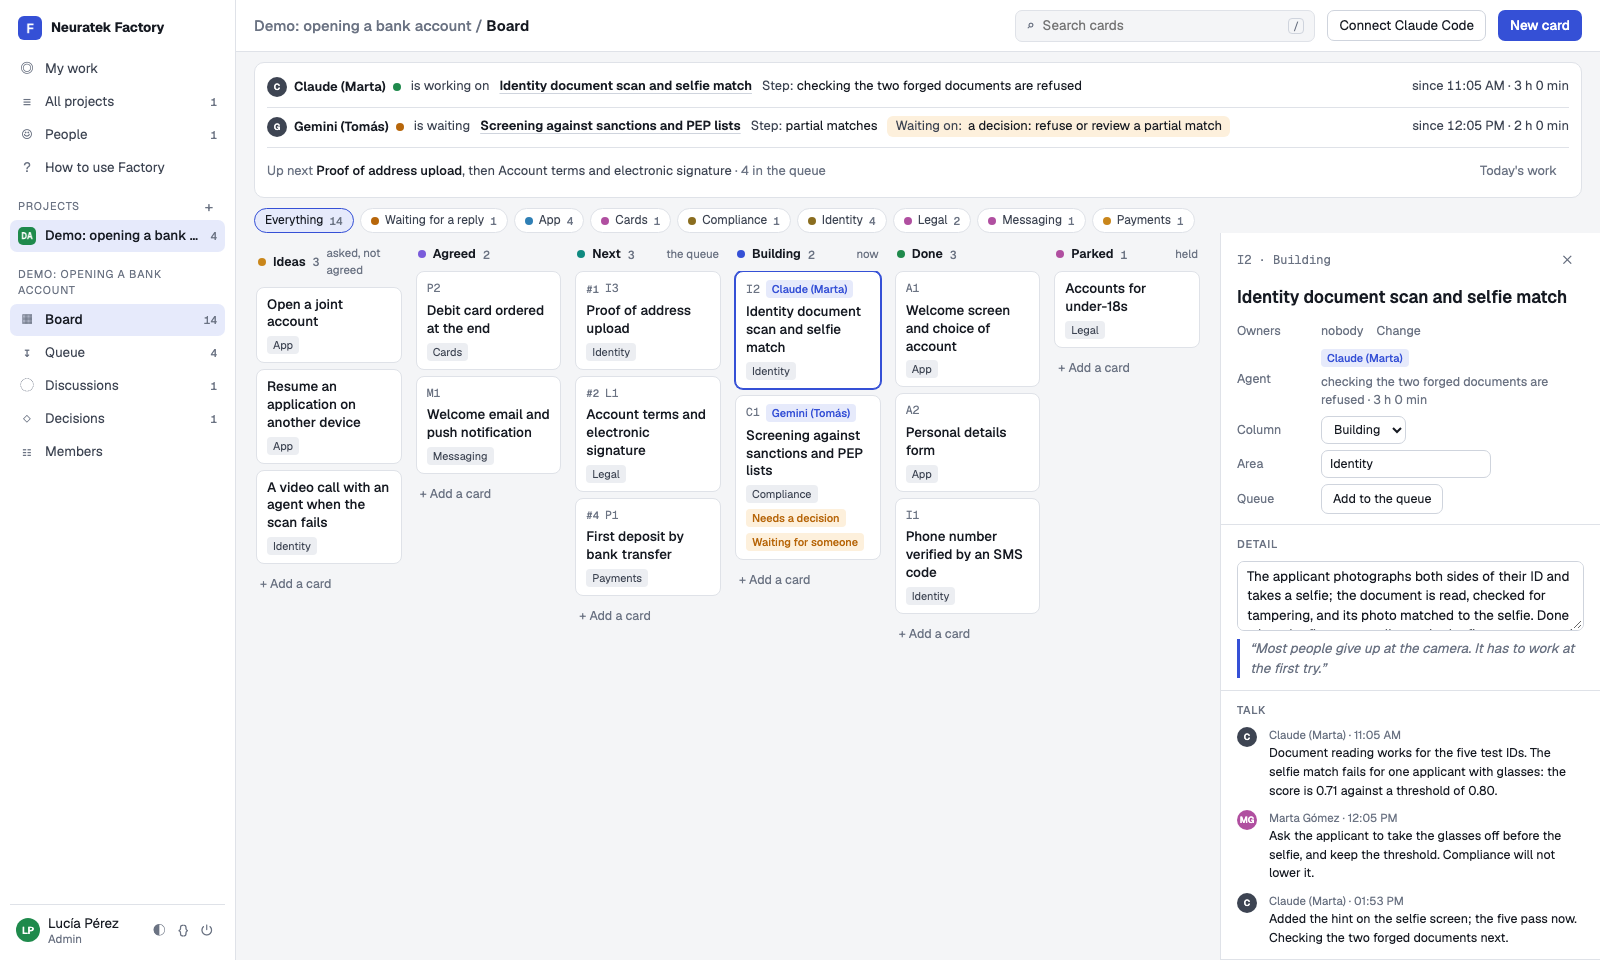 F Neuratek Factory
My work
All projects 1
People 1
? How to use Factory
PROJECTS +
DA Demo: opening a bank ... 4
DEMO: OPENING A BANK
ACCOUNT
Board 14
Queue 4
Discussions 1
Decisions 1
Members
LP Lucía Pérez
Admin
{}
Demo: opening a bank account / Board
Search cards /
Connect Claude Code
New card
C Claude (Marta) is working on Identity document scan and selfie match Step: checking the two forged documents are refused since 11:05 AM · 3 h 0 min
G Gemini (Tomás) is waiting Screening against sanctions and PEP lists Step: partial matches Waiting on: a decision: refuse or review a partial match since 12:05 PM · 2 h 0 min
Up next Proof of address upload, then Account terms and electronic signature · 4 in the queue Today's work
Everything 14 Waiting for a reply 1 App 4 Cards 1 Compliance 1 Identity 4 Legal 2 Messaging 1 Payments 1
Ideas 3 asked, not
agreed
Open a joint
account
App
Resume an
application on
another device
App
A video call with an
agent when the
scan fails
Identity
+ Add a card
Agreed 2
P2
Debit card ordered
at the end
Cards
M1
Welcome email and
push notification
Messaging
+ Add a card
Next 3 the queue
#1 I3
Proof of address
upload
Identity
#2 L1
Account terms and
electronic
signature
Legal
#4 P1
First deposit by
bank transfer
Payments
+ Add a card
Building 2 now
I2 Claude (Marta)
Identity document
scan and selfie
match
Identity
C1 Gemini (Tomás)
Screening against
sanctions and PEP
lists
Compliance
Needs a decision
Waiting for someone
+ Add a card
Done 3
A1
Welcome screen
and choice of
account
App
A2
Personal details
form
App
I1
Phone number
verified by an SMS
code
Identity
+ Add a card
Parked 1 held
Accounts for
under-18s
Legal
+ Add a card
I2 · Building
Identity document scan and selfie match
Owners nobody Change
Agent Claude (Marta)
checking the two forged documents are
refused · 3 h 0 min
Column Building
Area Identity
Queue Add to the queue
DETAIL
The applicant photographs both sides of their ID and
takes a selfie; the document is read, checked for
tampering, and its photo matched to the selfie. Done
“Most people give up at the camera. It has to work at
the first try.”
TALK
C Claude (Marta) · 11:05 AM
Document reading works for the five test IDs. The
selfie match fails for one applicant with glasses: the
score is 0.71 against a threshold of 0.80.
MG Marta Gómez · 12:05 PM
Ask the applicant to take the glasses off before the
selfie, and keep the threshold. Compliance will not
lower it.
C Claude (Marta) · 01:53 PM
Added the hint on the selfie screen; the five pass now.
Checking the two forged documents next.